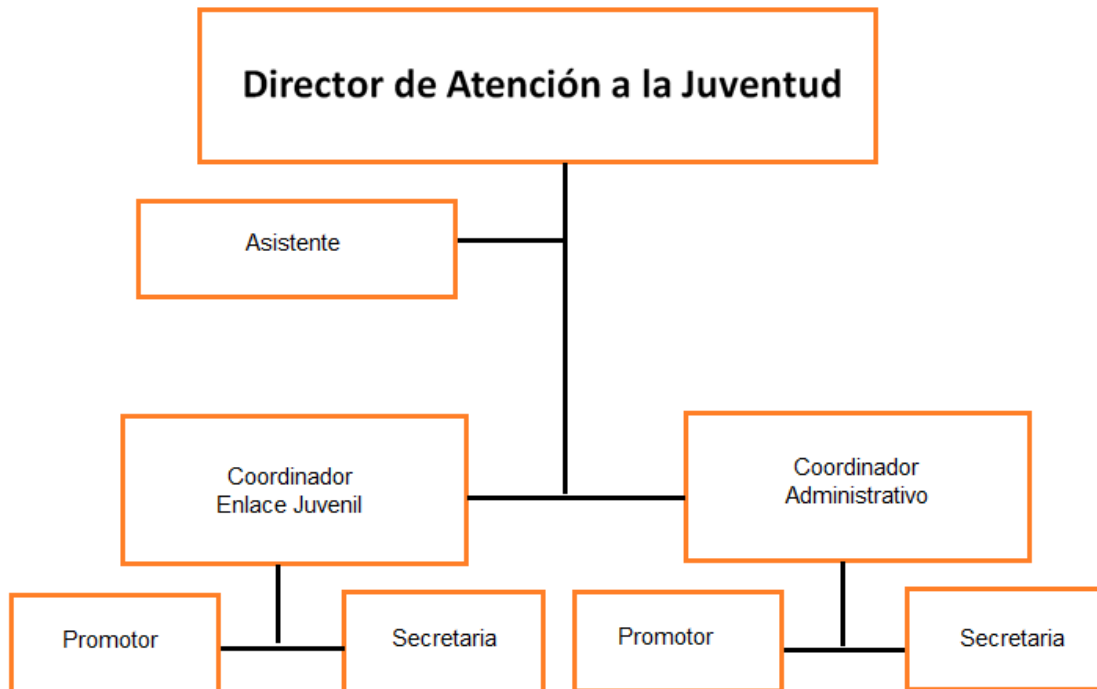 Director de Atención a la Juventud
Asistente
Coordinador
Enlace Juvenil
Coordinador
Administrativo
Promotor
Secretaria
Promotor
Secretaria